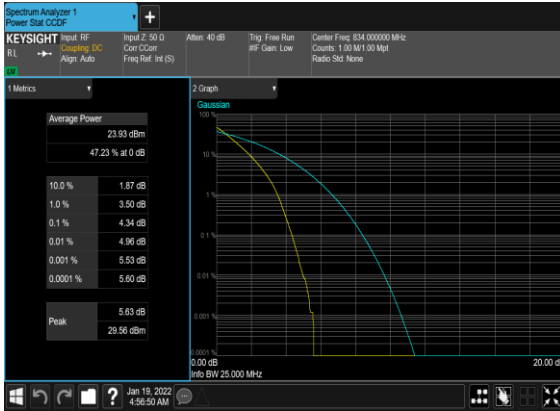 Spectrum Analyzer 1
Power Stat CCDF
+
KEYSIGHT
RL
Input: RF
Coupling: DC
Align: Auto
Input Z: 50 Ω
Corr CCorr
Freq Ref: Int (S)
Atten: 40 dB
Trig: Free Run
#IF Gain: Low
Center Freq: 834.000000 MHz
Counts: 1.00 M/1.00 Mpt
Radio Std: None
1 Metrics
Average Power
23.93 dBm
47.23 % at 0 dB
10.0 % 1.87 dB
1.0 % 3.50 dB
0.1 % 4.34 dB
0.01 % 4.96 dB
0.001 % 5.53 dB
0.0001 % 5.60 dB
Peak
5.63 dB
29.56 dBm
2 Graph
Gaussian
100 %
10 %
1 %
0.1 %
0.01 %
0.001 %
0.0001 %
0.00 dB
20.00 d
Info BW 25.000 MHz
?
Jan 19, 2022
4:56:50 AM